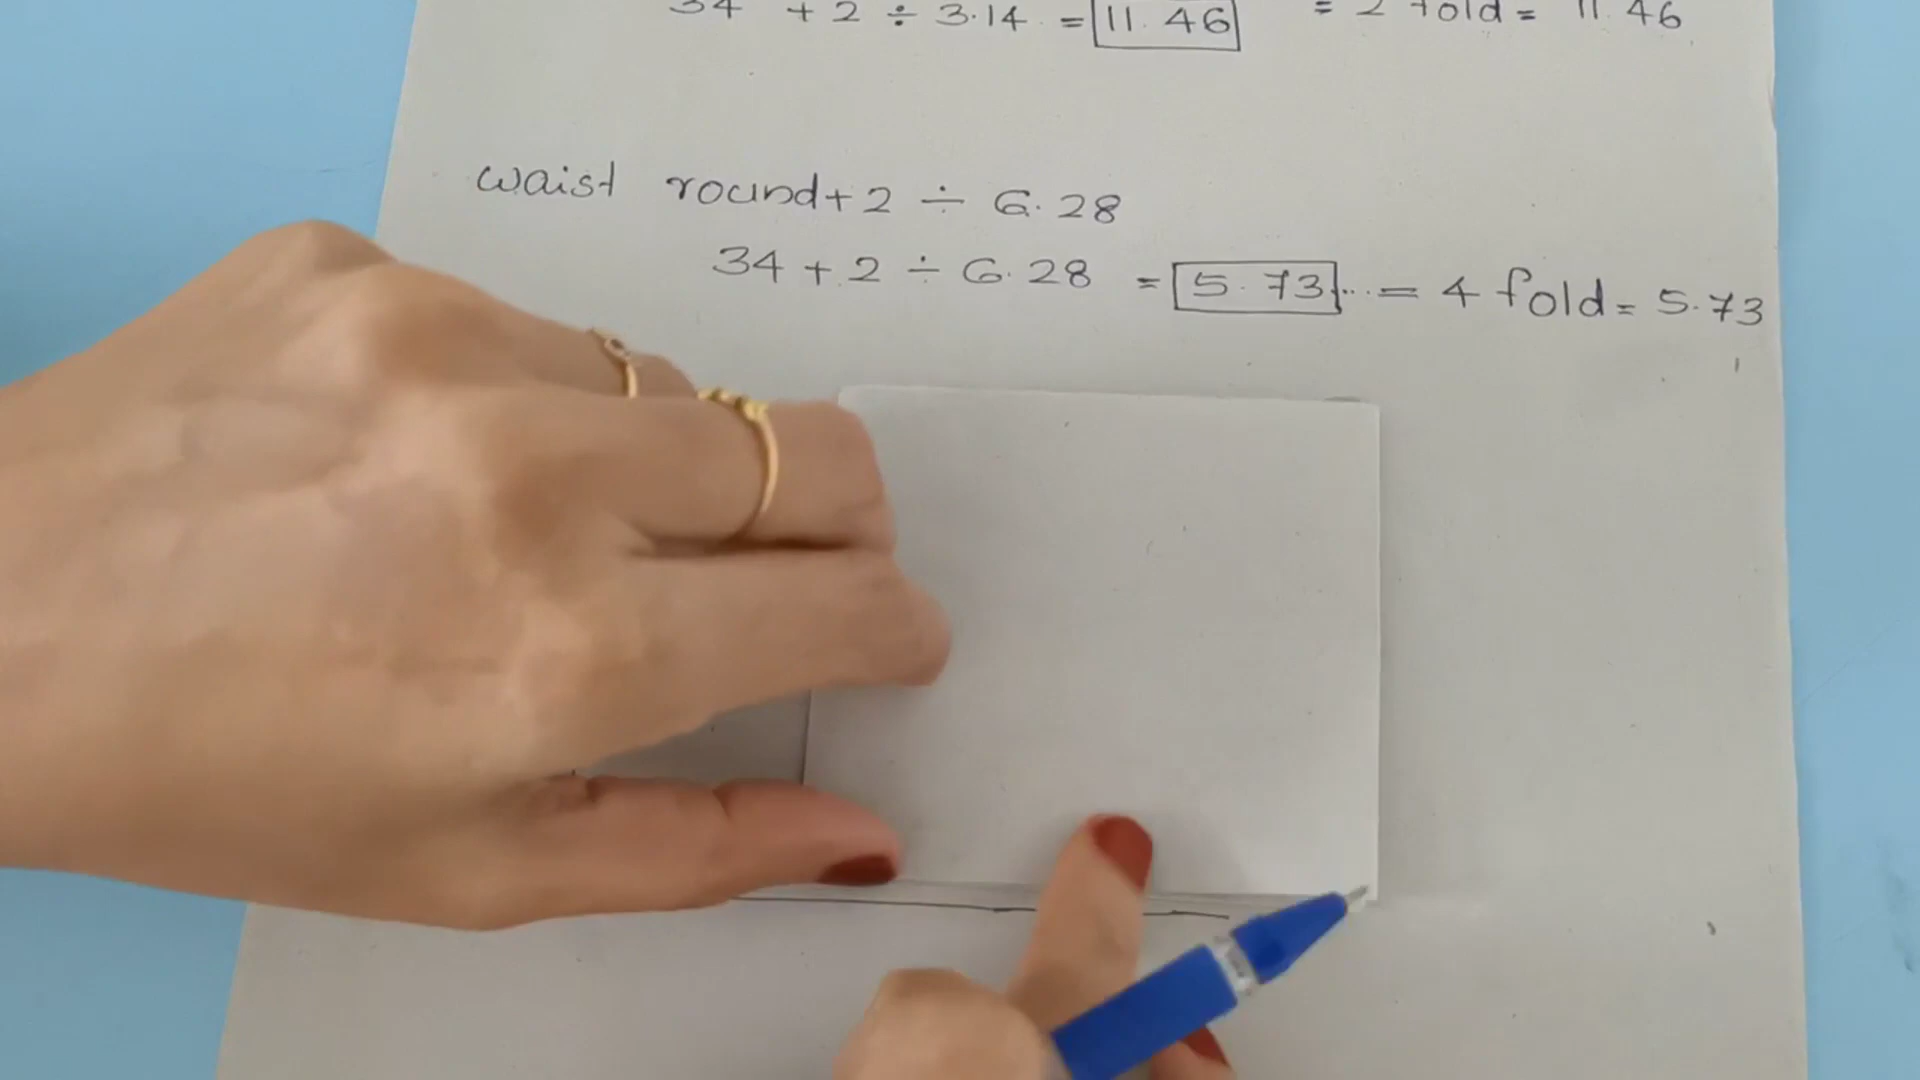 34 + 2 ÷ 3.14 = 11.46 = 2 fold = 11.46
waist round + 2 ÷ 6.28
34 + 2 ÷ 6.28 = 5.73.. = 4 fold = 5.73